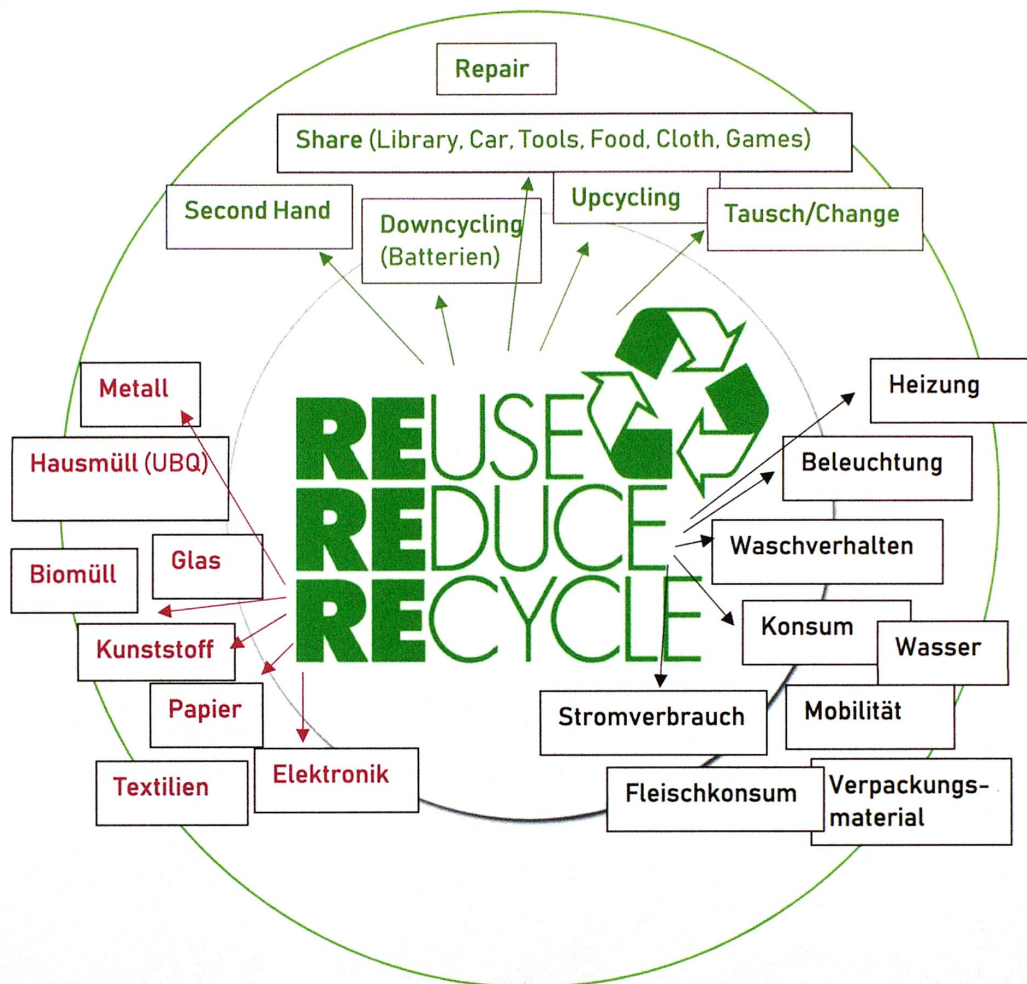 Repair
Share (Library, Car, Tools, Food, Cloth, Games)
Second Hand
Downcycling
(Batterien)
Upcycling
Tausch/Change
REUSE
REDUCE
RECYCLE
Metall
Hausmüll (UBQ)
Biomüll
Glas
Kunststoff
Papier
Textilien
Elektronik
Heizung
Beleuchtung
Waschverhalten
Konsum
Wasser
Stromverbrauch
Mobilität
Fleischkonsum
Verpackungs-
material